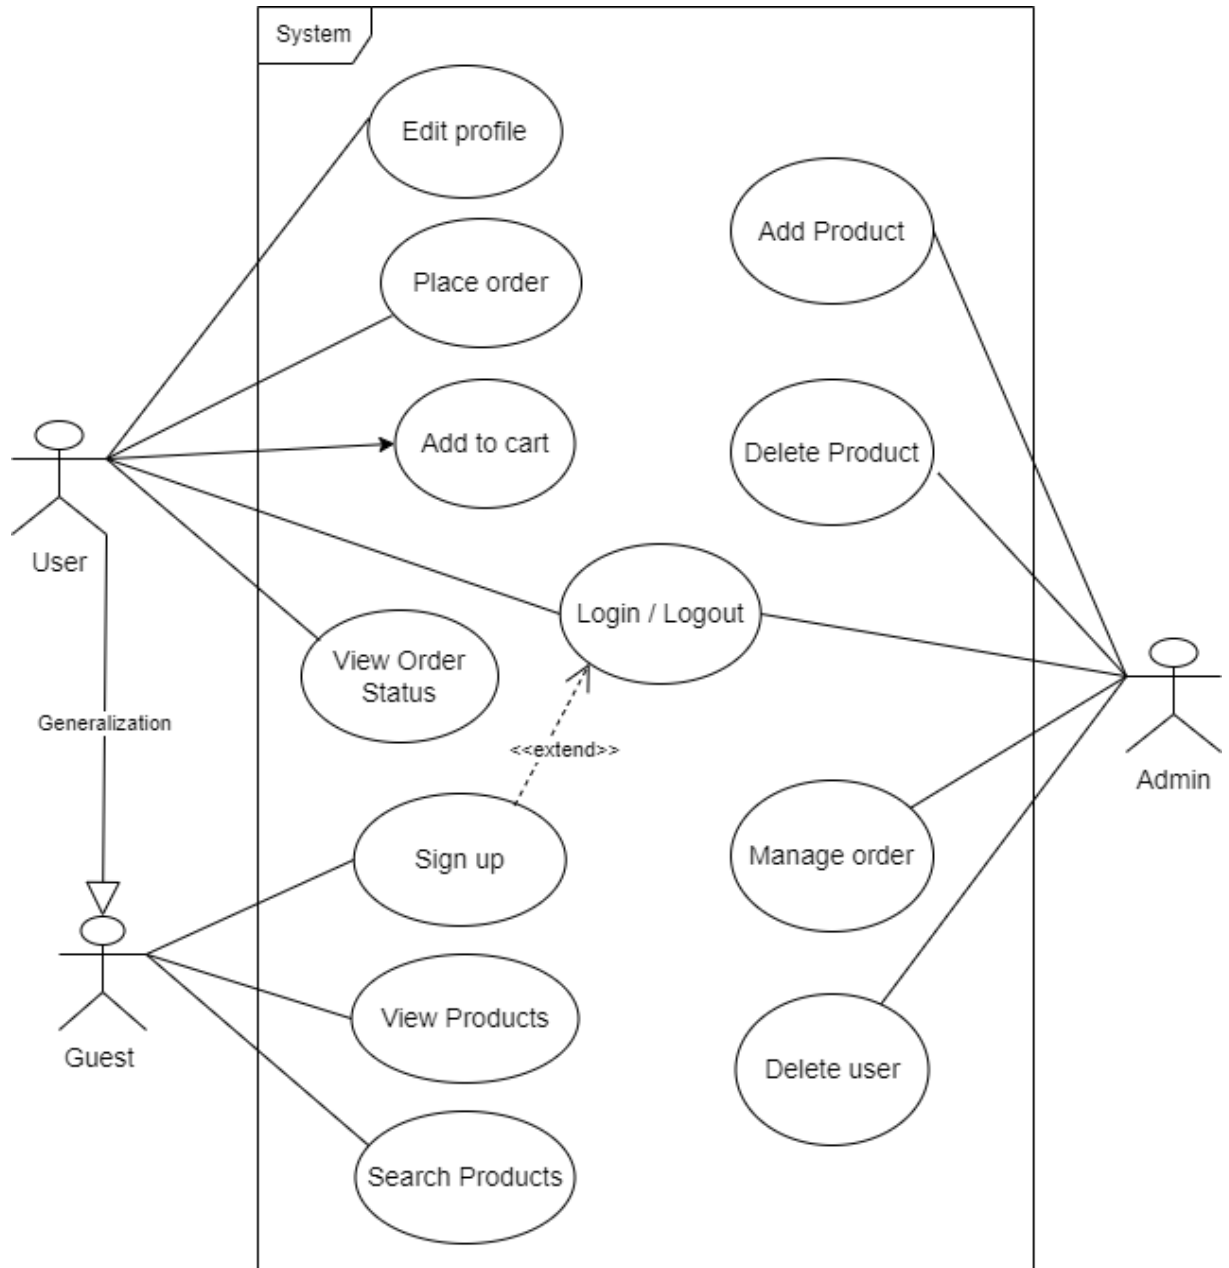 System
Edit profile
Add Product
Place order
Add to cart
Delete Product
User
Login / Logout
View Order
Status
Generalization
<<extend>>
Admin
Sign up
Manage order
View Products
Guest
Delete user
Search Products